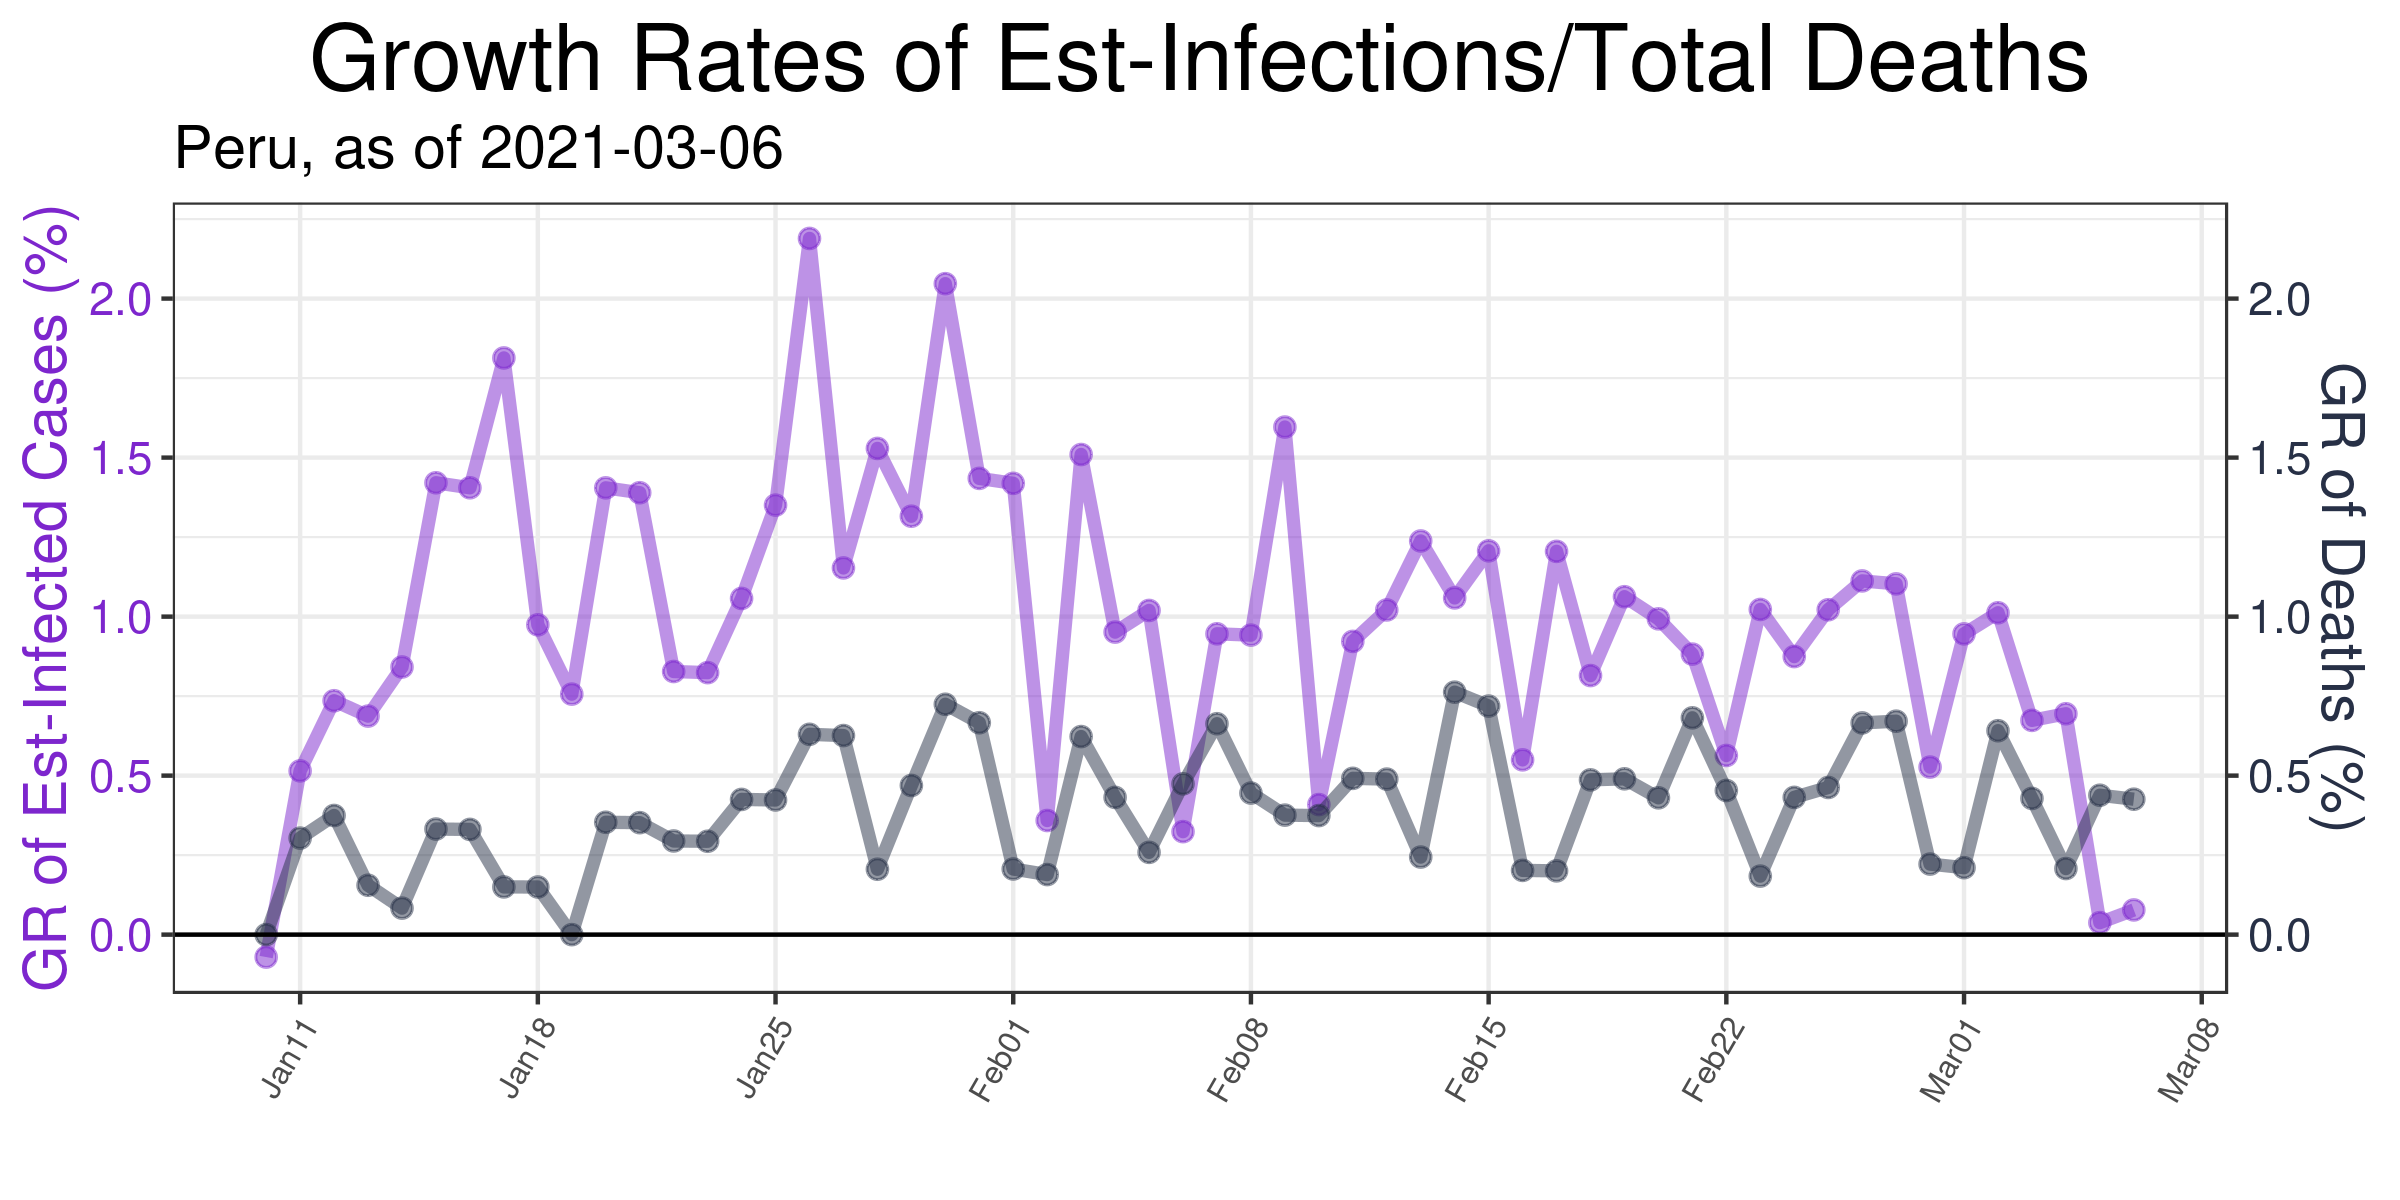 Growth Rates of Est-Infections/Total Deaths
Peru, as of 2021-03-06
GR of Est-Infected Cases (%)
2.0
1.5
1.0
0.5
0.0
2.0
1.5
1.0
0.5
0.0
GR of Deaths (%)
Jan11
Jan18
Jan25
Feb01
Feb08
Feb15
Feb22
Mar01
Mar08